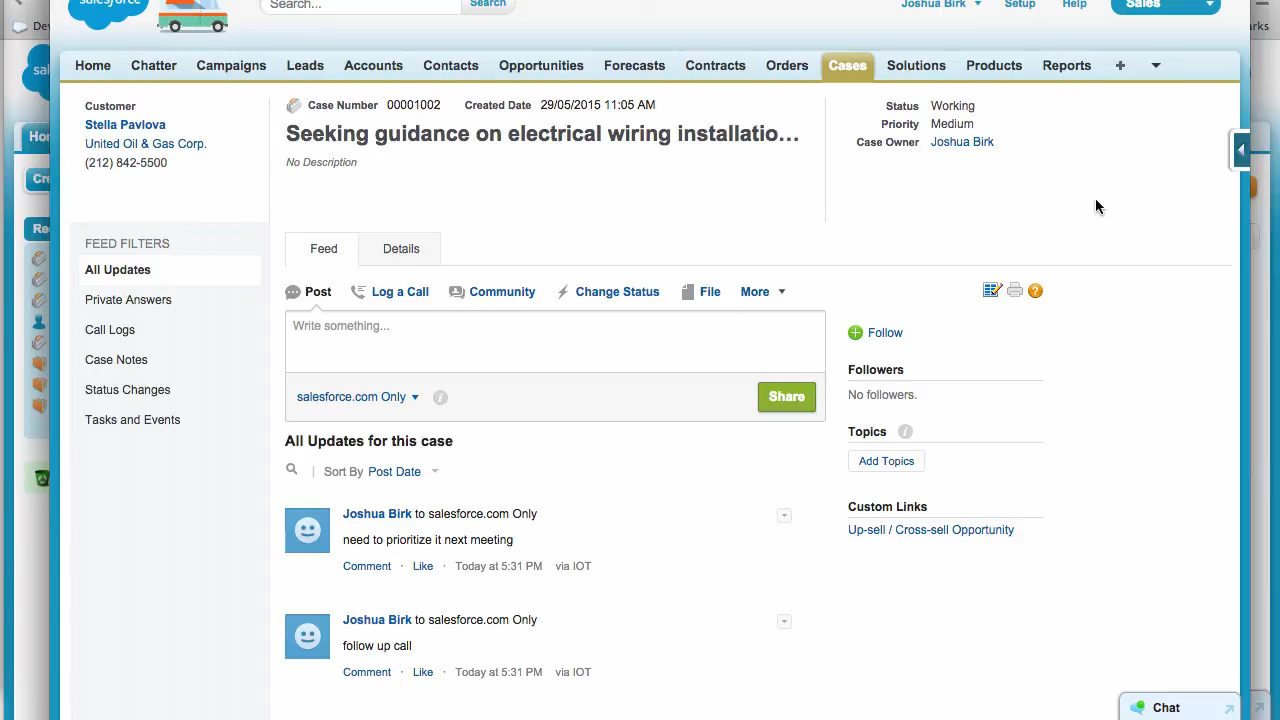 salesforce
Search...
Search
Joshua Birk
Setup
Help
Sales
Home
Chatter
Campaigns
Leads
Accounts
Contacts
Opportunities
Forecasts
Contracts
Orders
Cases
Solutions
Products
Reports
Customer
Stella Pavlova
United Oil & Gas Corp.
(212) 842-5500
Case Number 00001002
Created Date 29/05/2015 11:05 AM
Seeking guidance on electrical wiring installatio...
No Description
Status Working
Priority Medium
Case Owner Joshua Birk
FEED FILTERS
All Updates
Private Answers
Call Logs
Case Notes
Status Changes
Tasks and Events
Feed
Details
Post
Log a Call
Community
Change Status
File
More
Write something...
salesforce.com Only
Share
All Updates for this case
Sort By Post Date
Joshua Birk to salesforce.com Only
need to prioritize it next meeting
Comment · Like · Today at 5:31 PM via IOT
Joshua Birk to salesforce.com Only
follow up call
Comment · Like · Today at 5:31 PM via IOT
Follow
Followers
No followers.
Topics
Add Topics
Custom Links
Up-sell / Cross-sell Opportunity
Chat